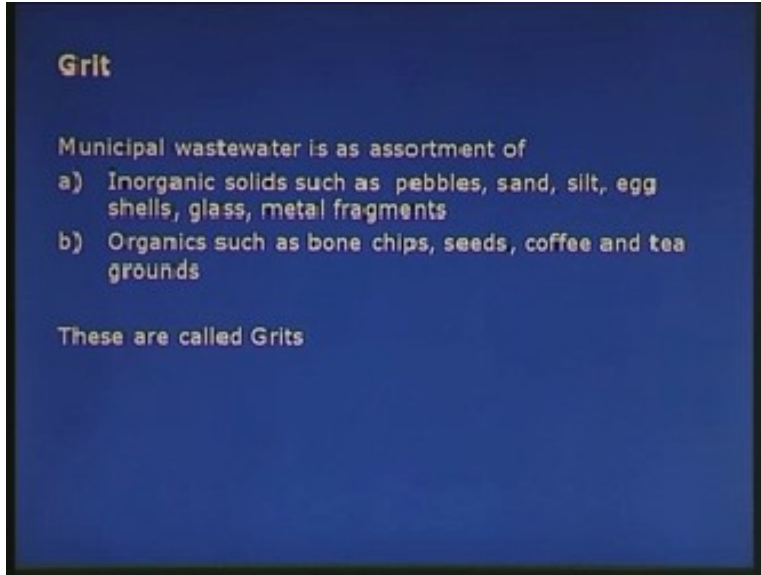 Grit
Municipal wastewater is as assortment of
a) Inorganic solids such as pebbles, sand, silt, egg
shells, glass, metal fragments
b) Organics such as bone chips, seeds, coffee and tea
grounds
These are called Grits